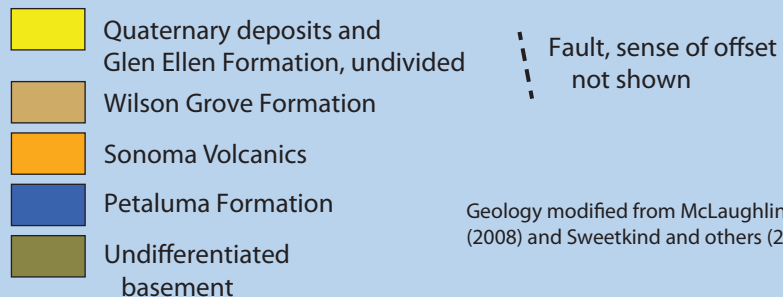 Quaternary deposits and
Glen Ellen Formation, undivided
Wilson Grove Formation
Sonoma Volcanics
Petaluma Formation
Undifferentiated
basement
Fault, sense of offset
not shown
Geology modified from McLaughlin
(2008) and Sweetkind and others (2